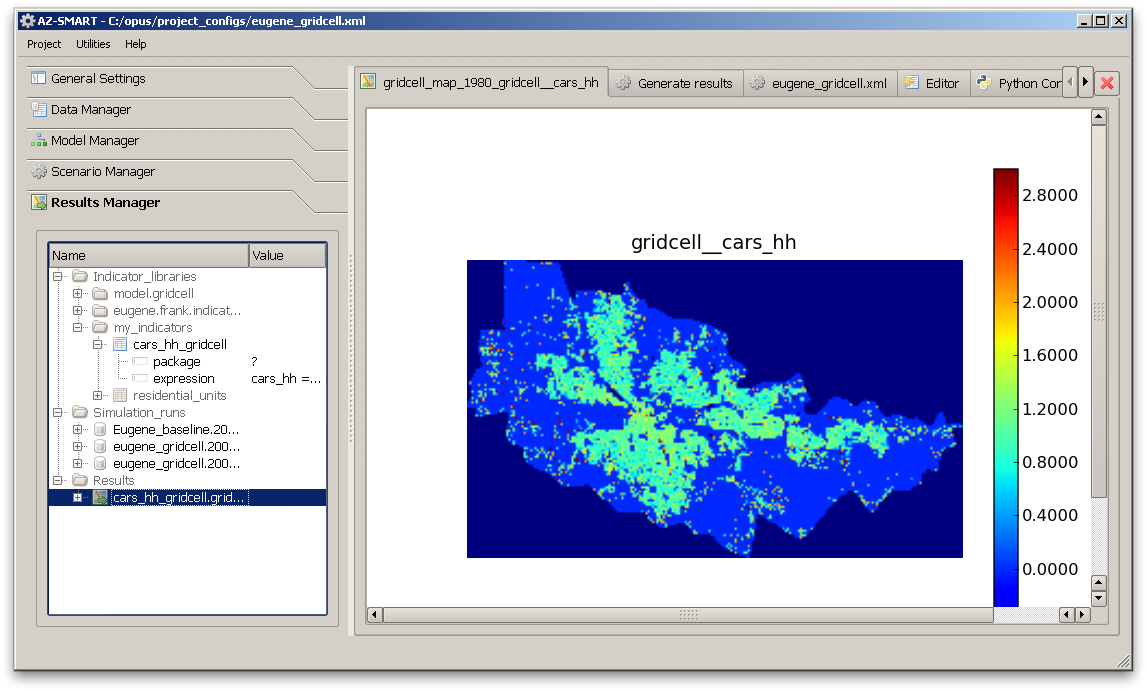 AZ-SMART - C:/opus/project_configs/eugene_gridcell.xml
Project Utilities Help
General Settings
Data Manager
Model Manager
Scenario Manager
Results Manager
Name Value
Indicator_libraries
model.gridcell
eugene.frank.indicat...
my_indicators
cars_hh_gridcell
package ?
expression cars_hh =...
residential_units
Simulation_runs
Eugene_baseline.20...
eugene_gridcell.200...
eugene_gridcell.200...
Results
cars_hh_gridcell.grid...
gridcell_map_1980_gridcell__cars_hh Generate results eugene_gridcell.xml Editor Python Cor
gridcell__cars_hh
2.8000
2.4000
2.0000
1.6000
1.2000
0.8000
0.4000
0.0000